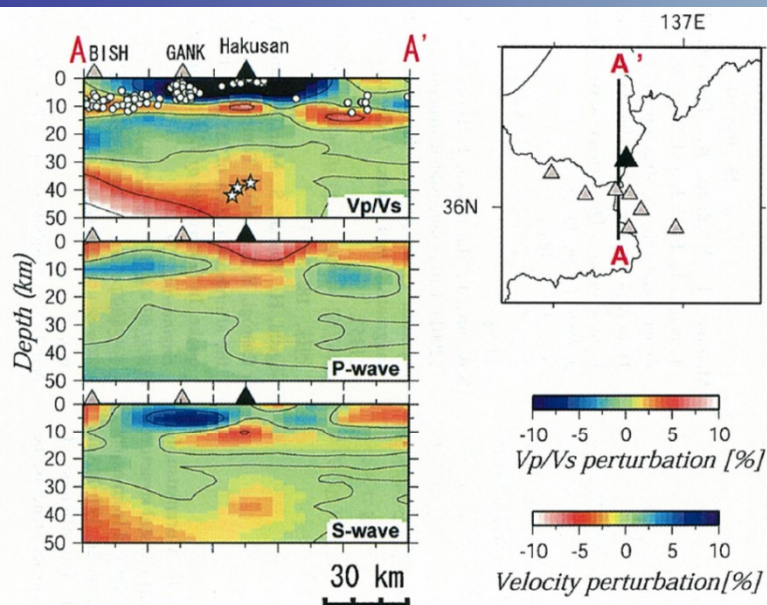 A BISH GANK Hakusan A'
0
10
20
30
40
50
Vp/Vs
0
10
20
30
40
50
P-wave
0
10
20
30
40
50
S-wave
Depth (km)
30 km
137E
A'
36N
A
-10 -5 0 5 10
Vp/Vs perturbation [%]
-10 -5 0 5 10
Velocity perturbation[%]